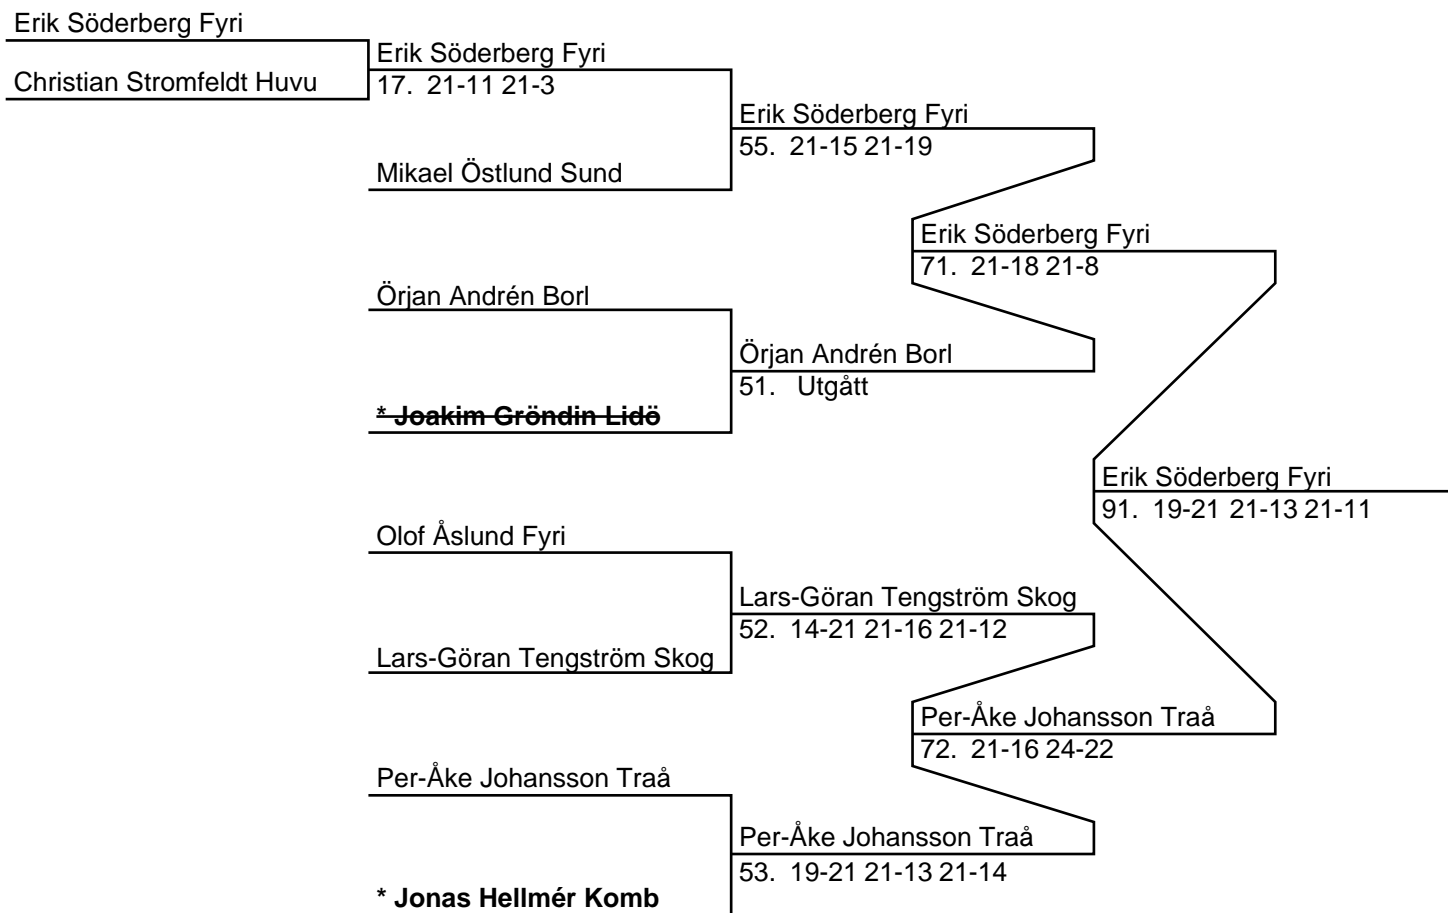 Erik Söderberg Fyri
Christian Stromfeldt Huvu
Erik Söderberg Fyri
17. 21-11 21-3
Mikael Östlund Sund
Erik Söderberg Fyri
55. 21-15 21-19
Örjan Andrén Borl
* Joakim Gröndin Lidö
Örjan Andrén Borl
51. Utgått
Erik Söderberg Fyri
71. 21-18 21-8
Olof Åslund Fyri
Lars-Göran Tengström Skog
Lars-Göran Tengström Skog
52. 14-21 21-16 21-12
Per-Åke Johansson Traå
* Jonas Hellmér Komb
Per-Åke Johansson Traå
53. 19-21 21-13 21-14
Per-Åke Johansson Traå
72. 21-16 24-22
Erik Söderberg Fyri
91. 19-21 21-13 21-11